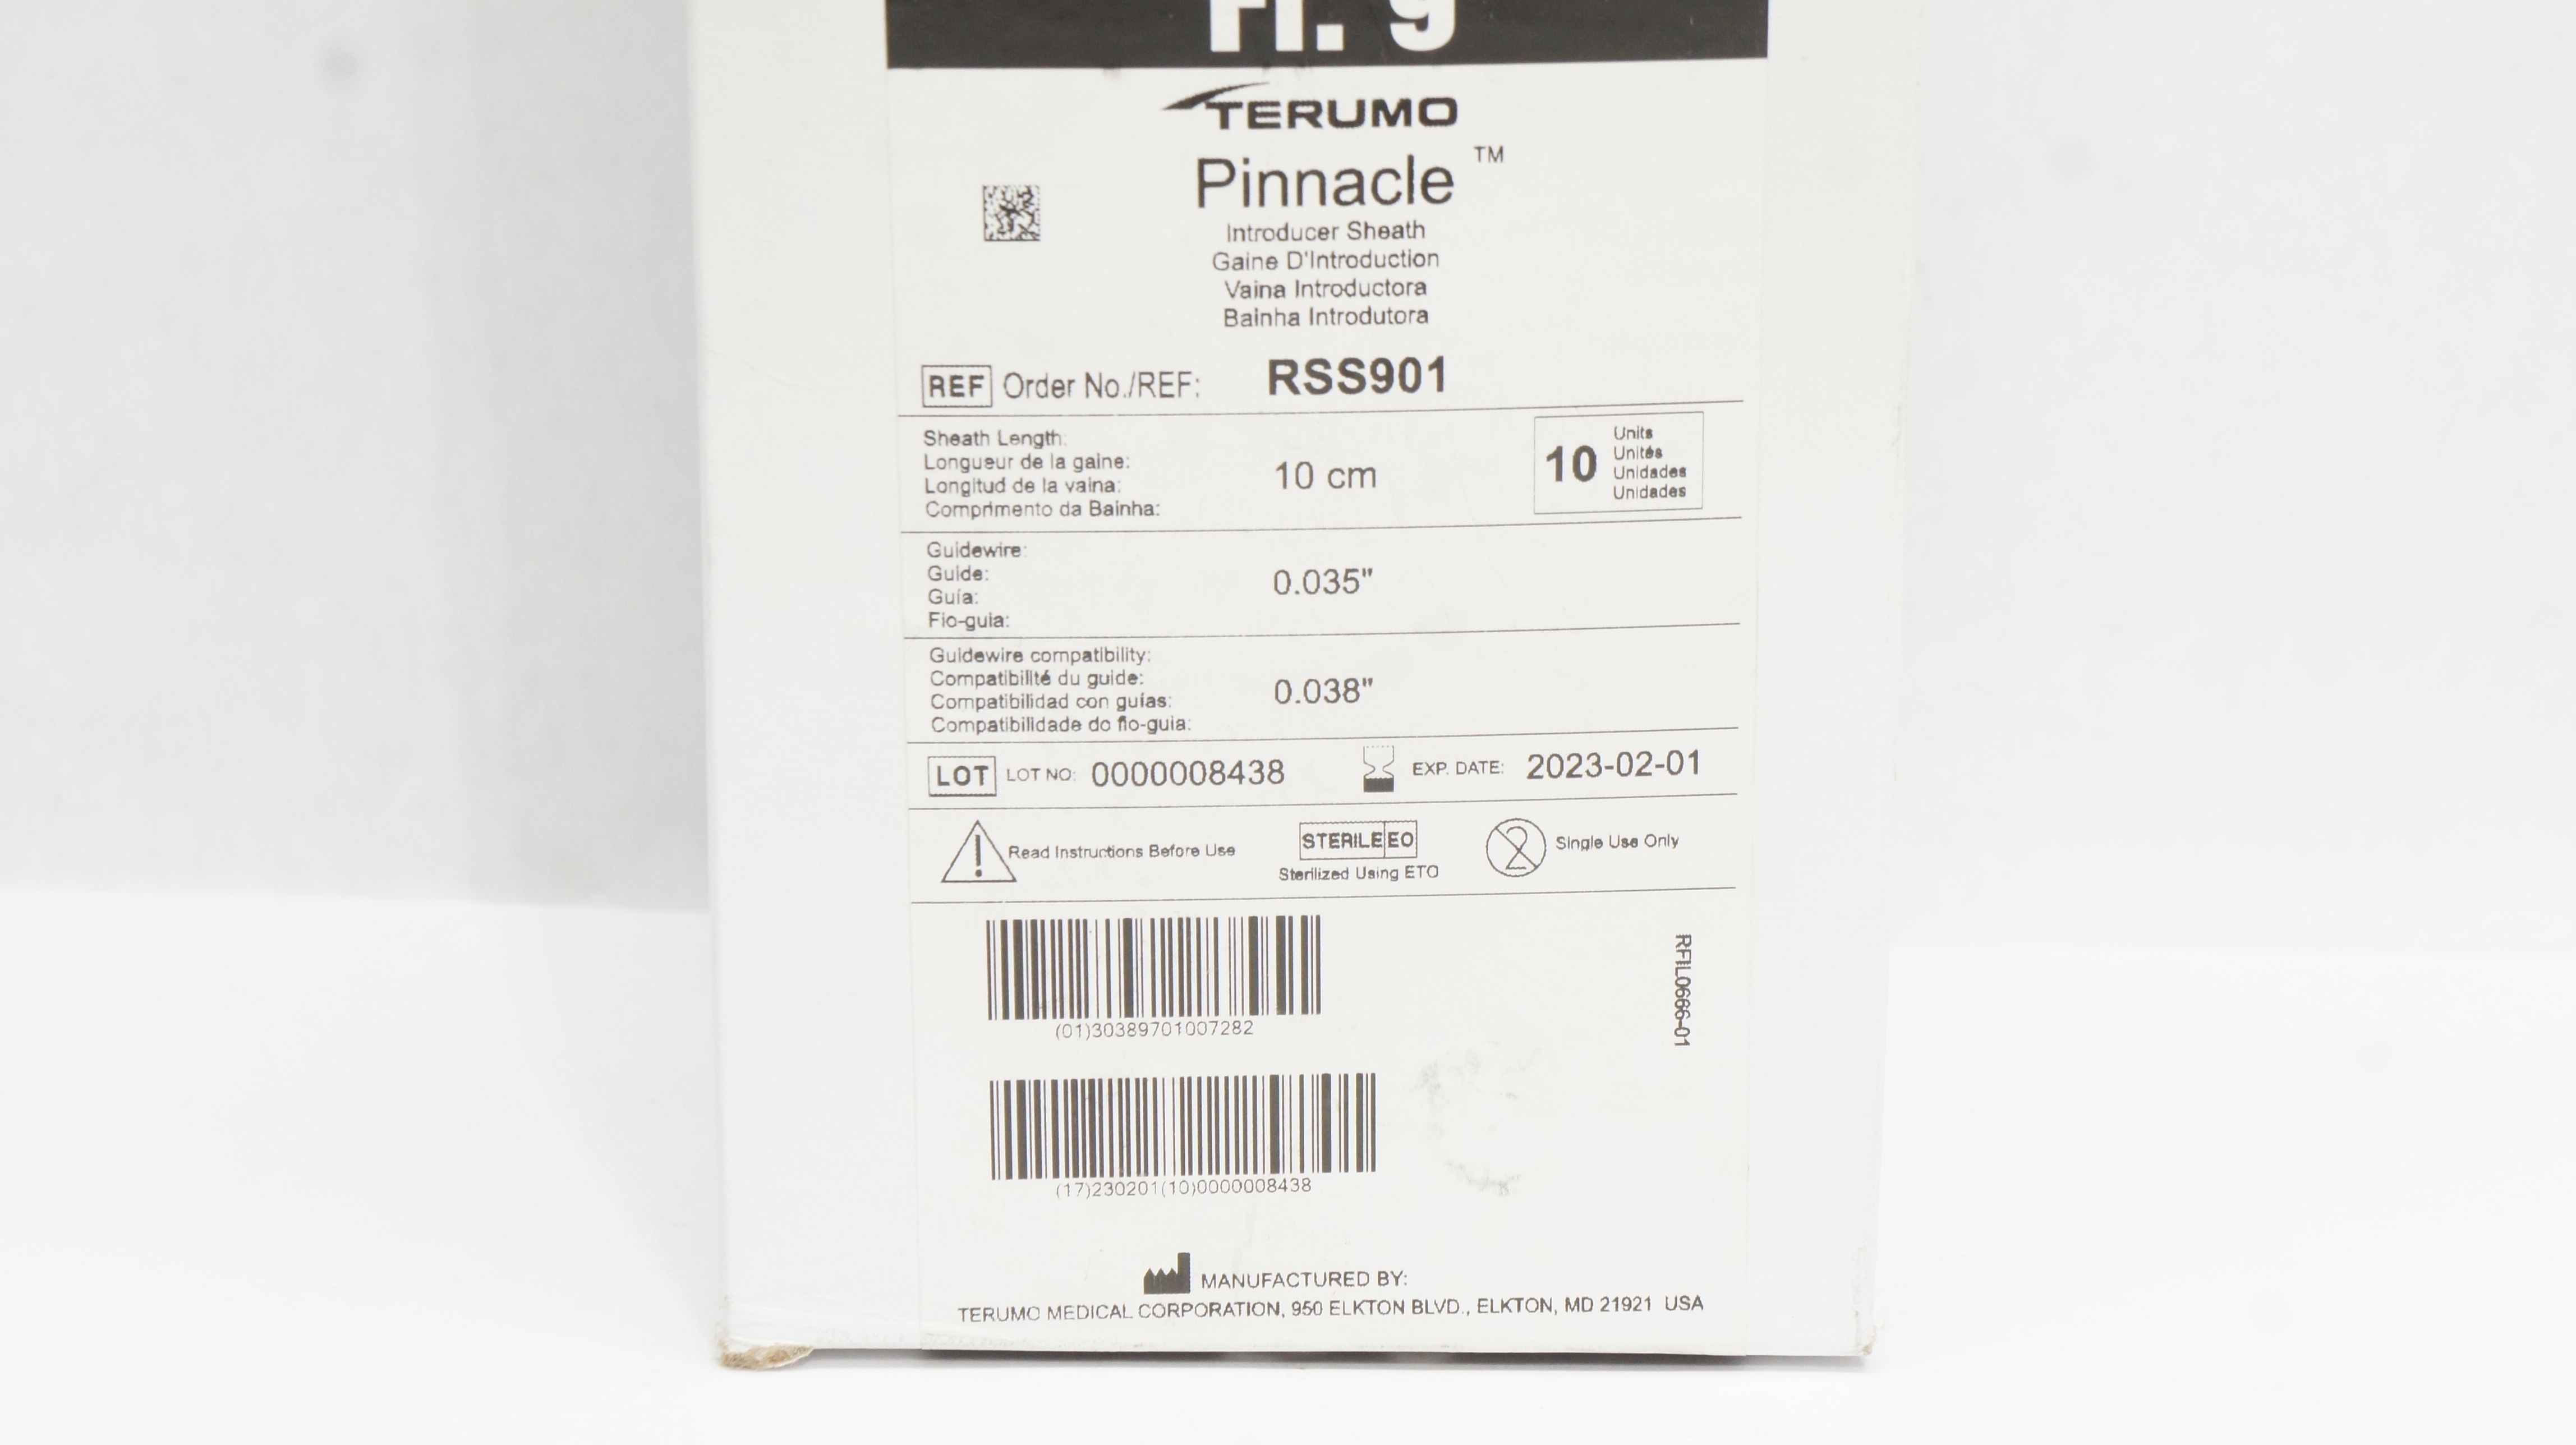 Fr. 9
TERUMO
Pinnacle ™
Introducer Sheath
Gaine D'Introduction
Vaina Introductora
Bainha Introdutora
REF Order No./REF: RSS901
Sheath Length:
Longueur de la gaine:
Longitud de la vaina:
Comprimento da Bainha:
10 cm
10
Units
Unités
Unidades
Unidades
Guidewire:
Guide:
Guía:
Fio-guia:
0.035"
Guidewire compatibility:
Compatibilité du guide:
Compatibilidad con guías:
Compatibilidade do fio-guia:
0.038"
LOT LOT NO: 0000008438 EXP. DATE: 2023-02-01
Read Instructions Before Use
STERILE EO
Sterilized Using ETO
2
Single Use Only
(01)30389701007282
RFIL0666-01
(17)230201(10)0000008438
MANUFACTURED BY:
TERUMO MEDICAL CORPORATION, 950 ELKTON BLVD., ELKTON, MD 21921 USA